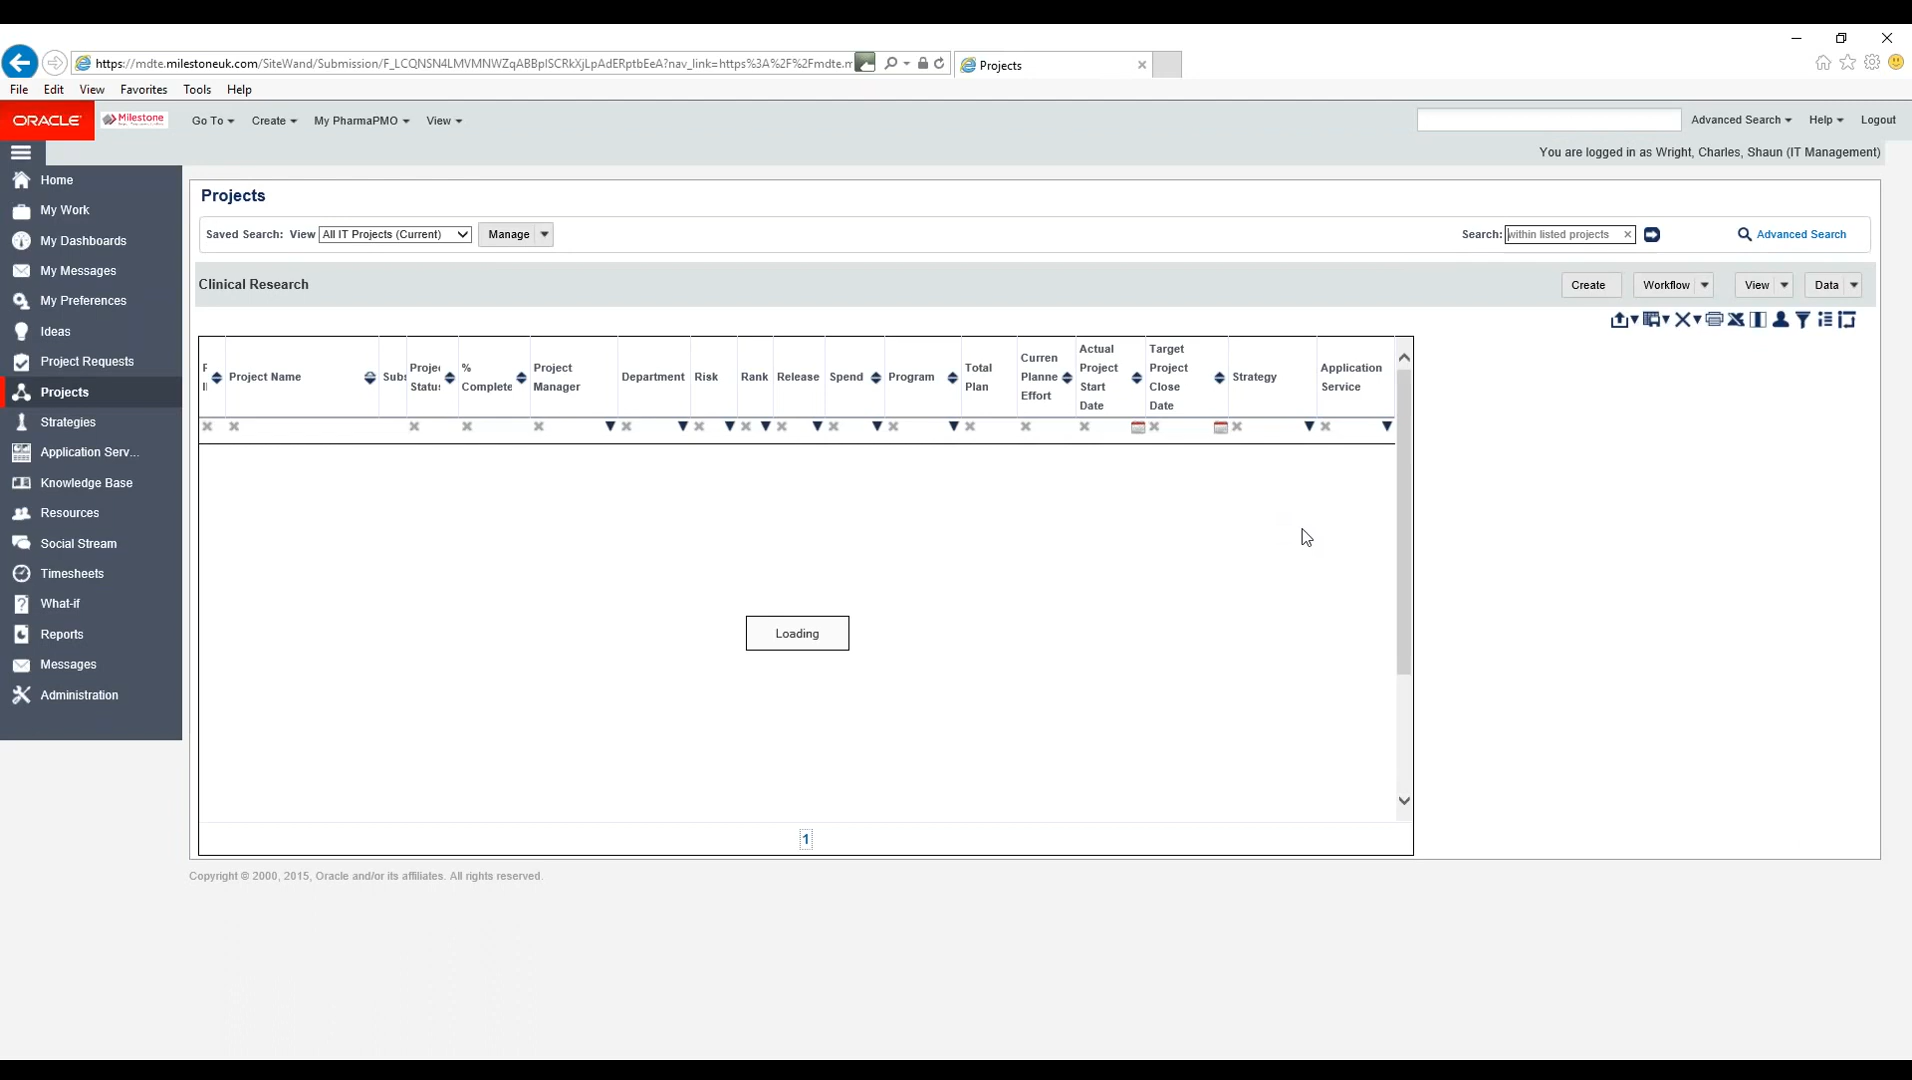 https://mdte.milestoneuk.com/SiteWand/Submission/F_LCQNSN4LMVMNWZqABBplSCRkXjLpAdERptbEeA?nav_link=https%3A%2F%2Fmdte.m
Projects
File Edit View Favorites Tools Help
ORACLE Milestone Go To Create My PharmaPMO View Advanced Search Help Logout
You are logged in as Wright, Charles, Shaun (IT Management)
Home
My Work
My Dashboards
My Messages
My Preferences
Ideas
Project Requests
Projects
Strategies
Application Serv...
Knowledge Base
Resources
Social Stream
Timesheets
What-if
Reports
Messages
Administration
Projects
Saved Search: View All IT Projects (Current) Manage Search: within listed projects Advanced Search
Clinical Research Create Workflow View Data
Project Name
Subs
Projec
Status
%
Complete
Project
Manager
Department
Risk
Rank
Release
Spend
Program
Total
Plan
Curren
Planne
Effort
Actual
Project
Start
Date
Target
Project
Close
Date
Strategy
Application
Service
Loading
1
Copyright © 2000, 2015, Oracle and/or its affiliates. All rights reserved.